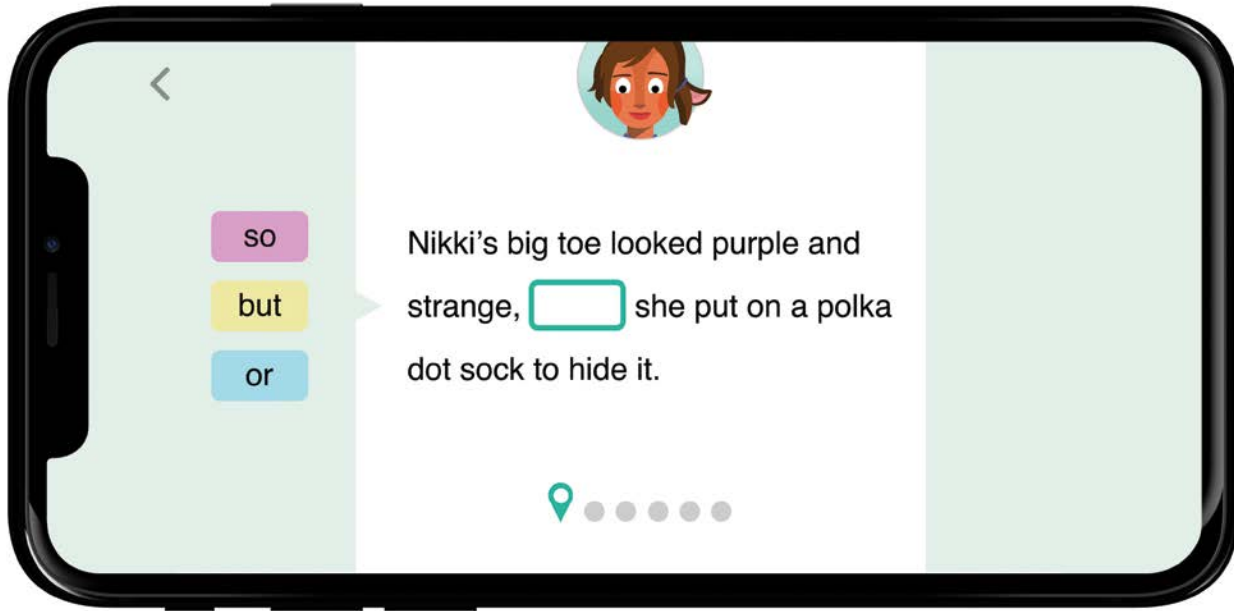 so
but
or
Nikki’s big toe looked purple and
strange, she put on a polka
dot sock to hide it.